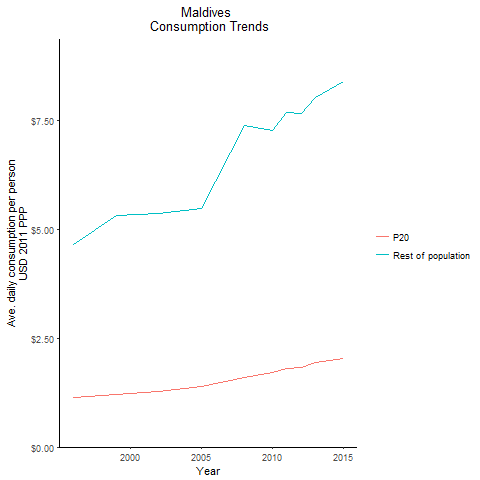 Maldives
Consumption Trends
Ave. daily consumption per person
USD 2011 PPP
$7.50
$5.00
$2.50
$0.00
2000 2005 2010 2015
Year
P20
Rest of population